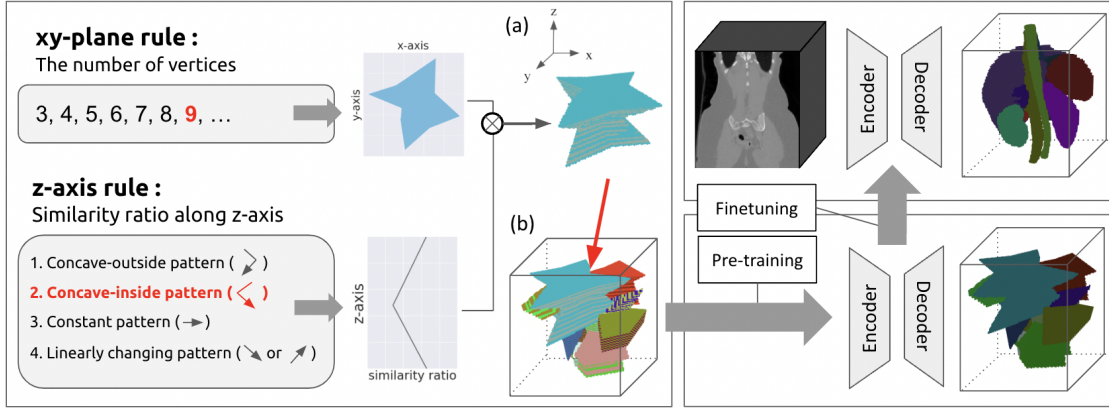 xy-plane rule :
The number of vertices
3, 4, 5, 6, 7, 8, 9, …
x-axis
y-axis
(a)
z
x
y
z-axis rule :
Similarity ratio along z-axis
1. Concave-outside pattern ( )
2. Concave-inside pattern ( )
3. Constant pattern ( )
4. Linearly changing pattern ( or )
z-axis
similarity ratio
(b)
Encoder
Decoder
Finetuning
Pre-training
Encoder
Decoder